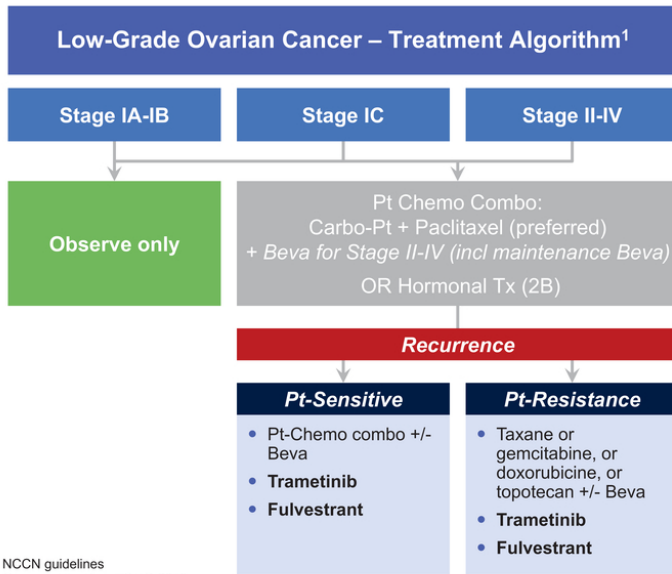 Low-Grade Ovarian Cancer – Treatment Algorithm¹
Stage IA-IB
Stage IC
Stage II-IV
Observe only
Pt Chemo Combo:
Carbo-Pt + Paclitaxel (preferred)
+ Beva for Stage II-IV (incl maintenance Beva)
OR Hormonal Tx (2B)
Recurrence
Pt-Sensitive
• Pt-Chemo combo +/-
Beva
• Trametinib
• Fulvestrant
Pt-Resistance
• Taxane or
gemcitabine, or
doxorubicine, or
topotecan +/- Beva
• Trametinib
• Fulvestrant
NCCN guidelines